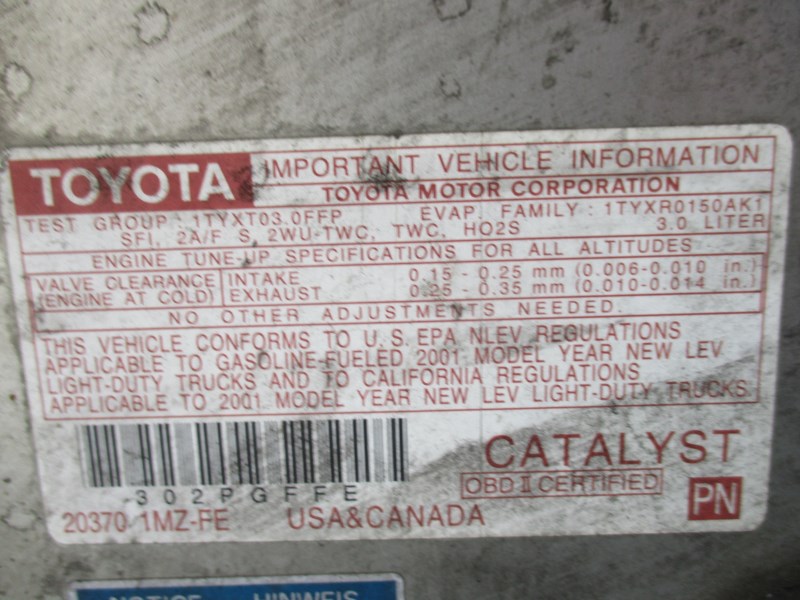 TOYOTA IMPORTANT VEHICLE INFORMATION
TOYOTA MOTOR CORPORATION
TEST GROUP : 1TYXT03.0FFP EVAP. FAMILY : 1TYXR0150AK1
SFI, 2A/F S, 2WU-TWC, TWC, HO2S 3.0 LITER
ENGINE TUNE-UP SPECIFICATIONS FOR ALL ALTITUDES
VALVE CLEARANCE INTAKE 0.15 - 0.25 mm (0.006-0.010 in.)
(ENGINE AT COLD) EXHAUST 0.25 - 0.35 mm (0.010-0.014 in.)
NO OTHER ADJUSTMENTS NEEDED.
THIS VEHICLE CONFORMS TO U.S. EPA NLEV REGULATIONS
APPLICABLE TO GASOLINE-FUELED 2001 MODEL YEAR NEW LEV
LIGHT-DUTY TRUCKS AND TO CALIFORNIA REGULATIONS
APPLICABLE TO 2001 MODEL YEAR NEW LEV LIGHT-DUTY TRUCKS.
CATALYST
OBD II CERTIFIED
302PGFFE
PN
20370 1MZ-FE USA&CANADA
NOTICE HINWEIS